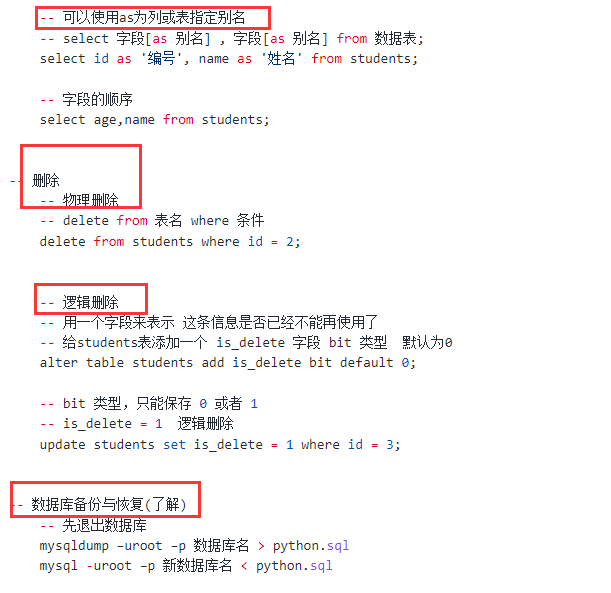 -- 可以使用as为列或表指定别名
-- select 字段[as 别名] , 字段[as 别名] from 数据表;
select id as '编号', name as '姓名' from students;
-- 字段的顺序
select age,name from students;
-- 删除
-- 物理删除
-- delete from 表名 where 条件
delete from students where id = 2;
-- 逻辑删除
-- 用一个字段来表示 这条信息是否已经不能再使用了
-- 给students表添加一个 is_delete 字段 bit 类型 默认为0
alter table students add is_delete bit default 0;
-- bit 类型，只能保存 0 或者 1
-- is_delete = 1 逻辑删除
update students set is_delete = 1 where id = 3;
-- 数据库备份与恢复(了解)
-- 先退出数据库
mysqldump –uroot –p 数据库名 > python.sql
mysql -uroot –p 新数据库名 < python.sql